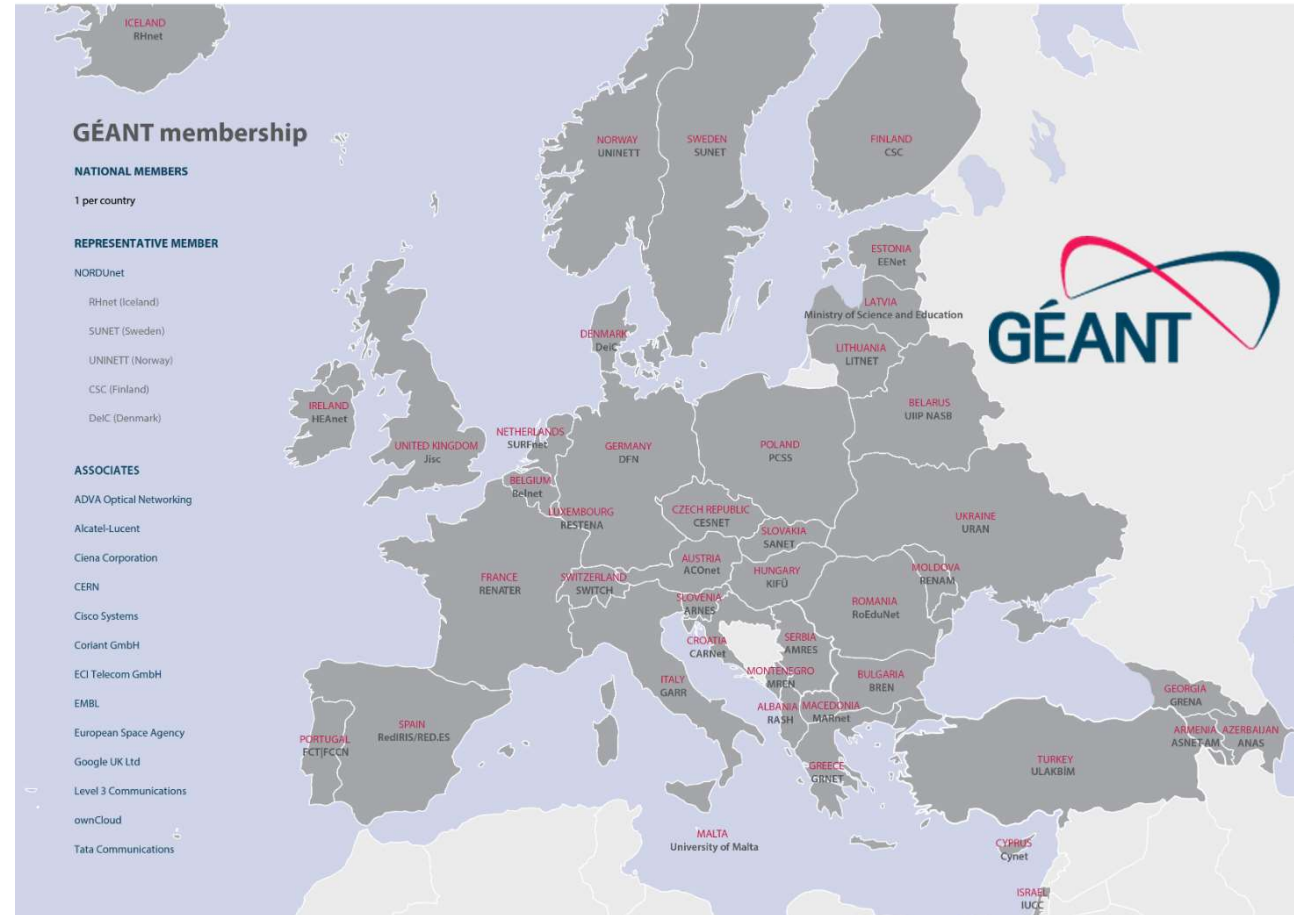 ICELAND
RHnet
GÉANT membership
NATIONAL MEMBERS
1 per country
REPRESENTATIVE MEMBER
NORDUnet
RHnet (Iceland)
SUNET (Sweden)
UNINETT (Norway)
CSC (Finland)
DeIC (Denmark)
ASSOCIATES
ADVA Optical Networking
Alcatel-Lucent
Ciena Corporation
CERN
Cisco Systems
Coriant GmbH
ECI Telecom GmbH
EMBL
European Space Agency
Google UK Ltd
Level 3 Communications
ownCloud
Tata Communications
NORWAY
UNINETT
SWEDEN
SUNET
FINLAND
CSC
ESTONIA
EENet
LATVIA
Ministry of Science and Education
LITHUANIA
LITNET
DENMARK
DeiC
GÉANT
BELARUS
UIIP NASB
IRELAND
HEAnet
UNITED KINGDOM
Jisc
NETHERLANDS
SURFnet
GERMANY
DFN
POLAND
PCSS
BELGIUM
Belnet
LUXEMBOURG
RESTENA
CZECH REPUBLIC
CESNET
SLOVAKIA
SANET
UKRAINE
URAN
AUSTRIA
ACOnet
HUNGARY
KIFÜ
MOLDOVA
RENAM
FRANCE
RENATER
SWITZERLAND
SWITCH
SLOVENIA
ARNES
ROMANIA
RoEduNet
CROATIA
CARNet
SERBIA
AMRES
MONTENEGRO
MREN
BULGARIA
BREN
ITALY
GARR
ALBANIA
RASH
MACEDONIA
MARnet
GEORGIA
GRENA
PORTUGAL
FCT|FCCN
SPAIN
RedIRIS/RED.ES
ARMENIA
ASNET-AM
AZERBAIJAN
ANAS
GREECE
GRNET
TURKEY
ULAKBİM
MALTA
University of Malta
CYPRUS
Cynet
ISRAEL
IUCC